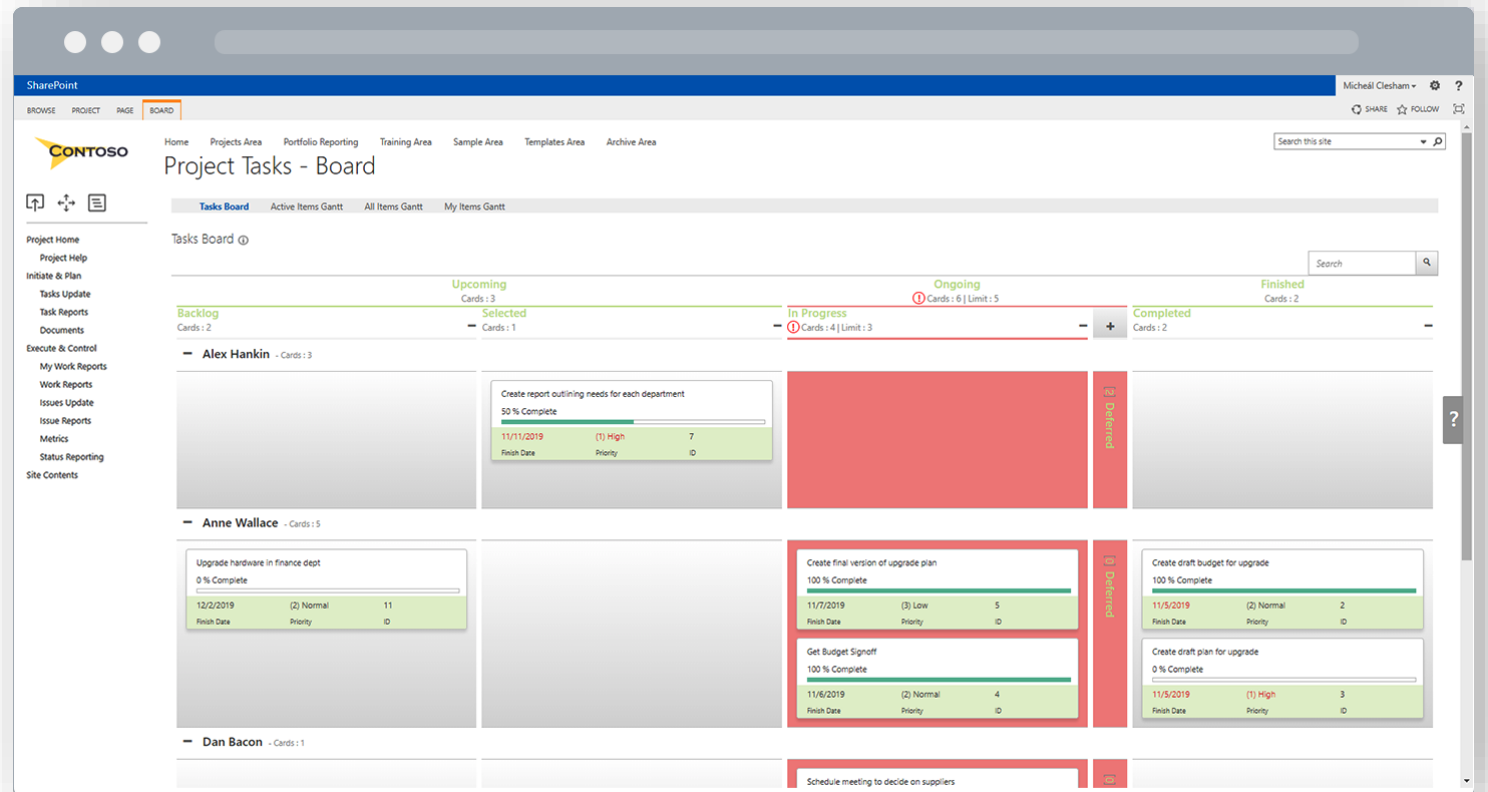 SharePoint
Micheál Clesham
?
BROWSE PROJECT PAGE BOARD
SHARE FOLLOW
CONTOSO
Home Projects Area Portfolio Reporting Training Area Sample Area Templates Area Archive Area
Search this site
Project Tasks - Board
Tasks Board Active Items Gantt All Items Gantt My Items Gantt
Project Home
Project Help
Initiate & Plan
Tasks Update
Task Reports
Documents
Execute & Control
My Work Reports
Work Reports
Issues Update
Issue Reports
Metrics
Status Reporting
Site Contents
Tasks Board
Search
Upcoming
Cards : 3
Ongoing
Cards : 6 | Limit : 5
Finished
Cards : 2
Backlog
Cards : 2
Selected
Cards : 1
In Progress
Cards : 4 | Limit : 3
Completed
Cards : 2
Alex Hankin - Cards : 3
Create report outlining needs for each department
50 % Complete
11/11/2019 (1) High 7
Finish Date Priority ID
[2] Deferred
?
Anne Wallace - Cards : 5
Upgrade hardware in finance dept
0 % Complete
12/2/2019 (2) Normal 11
Finish Date Priority ID
Create final version of upgrade plan
100 % Complete
11/7/2019 (3) Low 5
Finish Date Priority ID
Get Budget Signoff
100 % Complete
11/6/2019 (2) Normal 4
Finish Date Priority ID
[0] Deferred
Create draft budget for upgrade
100 % Complete
11/5/2019 (2) Normal 2
Finish Date Priority ID
Create draft plan for upgrade
0 % Complete
11/5/2019 (1) High 3
Finish Date Priority ID
Dan Bacon - Cards : 1
Schedule meeting to decide on suppliers
[0]